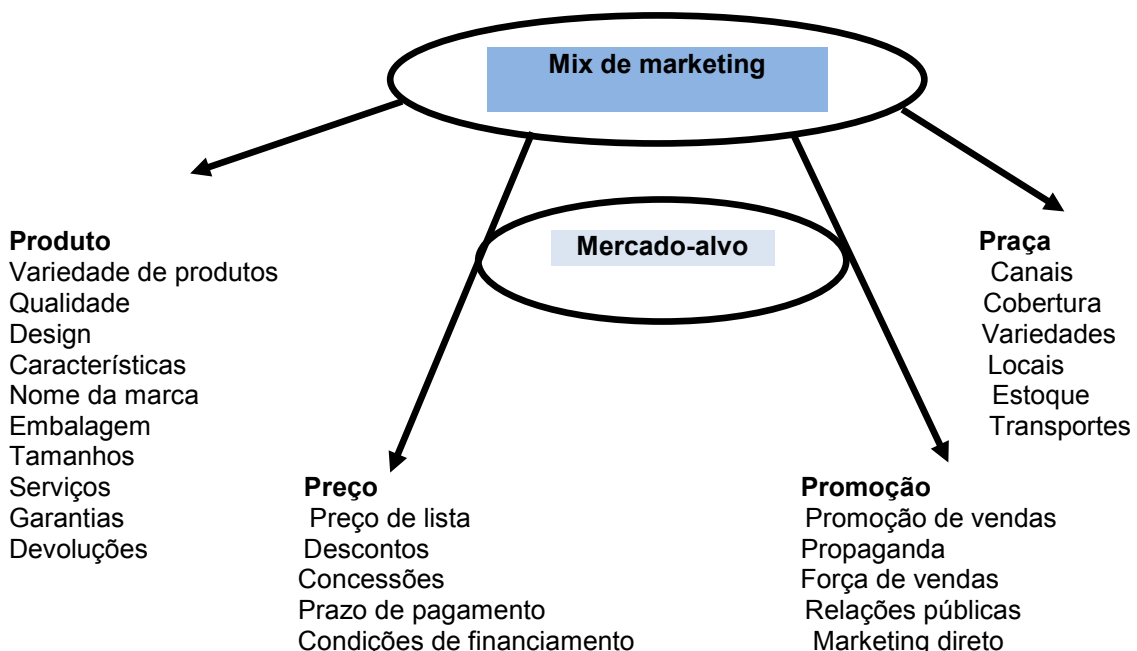 Mix de marketing
Mercado-alvo
Produto
Variedade de produtos
Qualidade
Design
Características
Nome da marca
Embalagem
Tamanhos
Serviços
Garantias
Devoluções
Preço
Preço de lista
Descontos
Concessões
Prazo de pagamento
Condições de financiamento
Promoção
Promoção de vendas
Propaganda
Força de vendas
Relações públicas
Marketing direto
Praça
Canais
Cobertura
Variedades
Locais
Estoque
Transportes